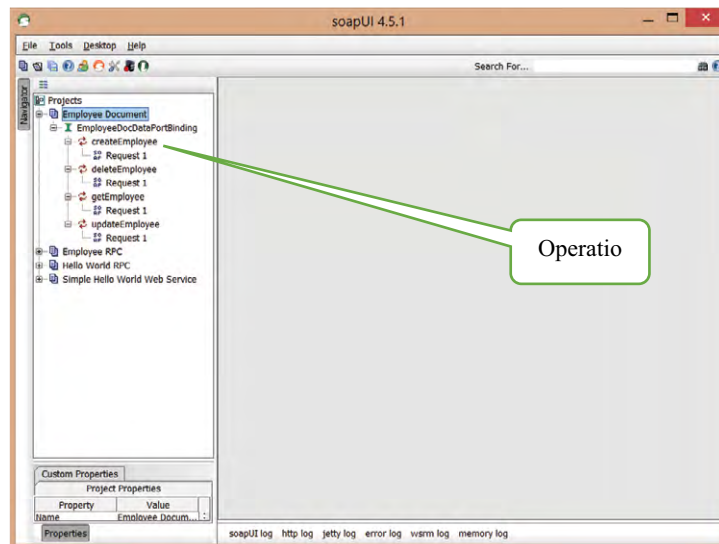 soapUI 4.5.1
File Tools Desktop Help
Search For...
Navigator
Projects
Employee Document
EmployeeDocDataPortBinding
createEmployee
Request 1
deleteEmployee
Request 1
getEmployee
Request 1
updateEmployee
Request 1
Employee RPC
Hello World RPC
Simple Hello World Web Service
Operatio
Custom Properties
Project Properties
Property Value
Name Employee Docum...
Properties
soapUI log http log jetty log error log wsrm log memory log